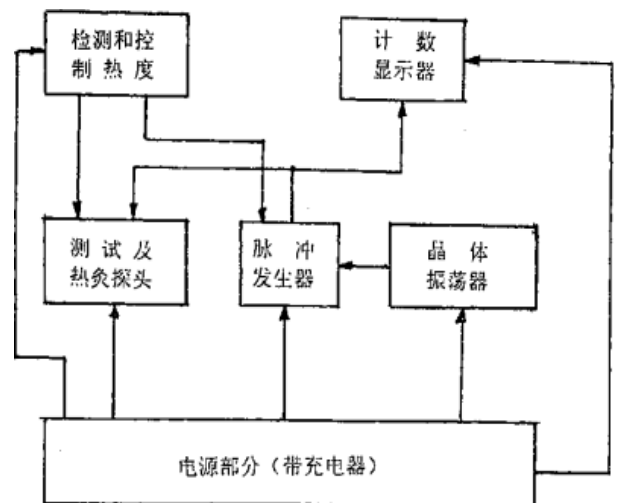 检测和控
制热度
计数
显示器
测试及
热灸探头
脉冲
发生器
晶体
振荡器
电源部分（带充电器）